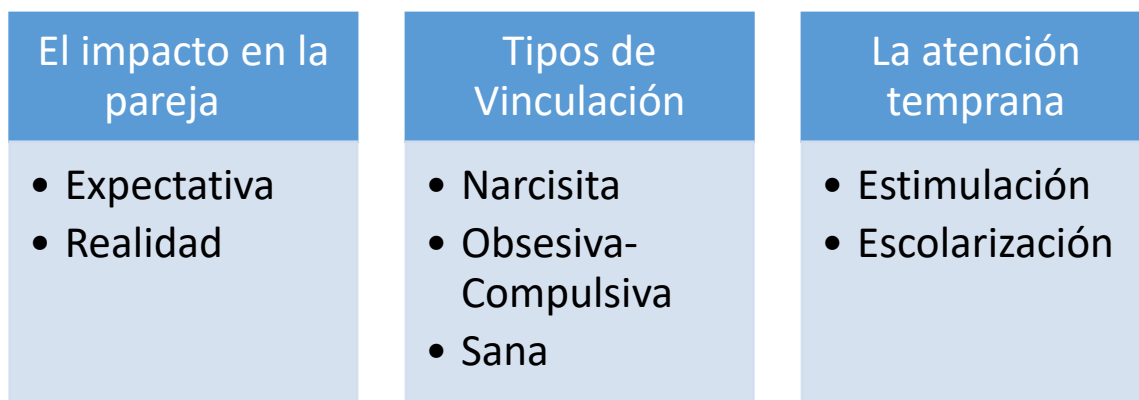 El impacto en la
pareja
• Expectativa
• Realidad
Tipos de
Vinculación
• Narcisita
• Obsesiva-
Compulsiva
• Sana
La atención
temprana
• Estimulación
• Escolarización